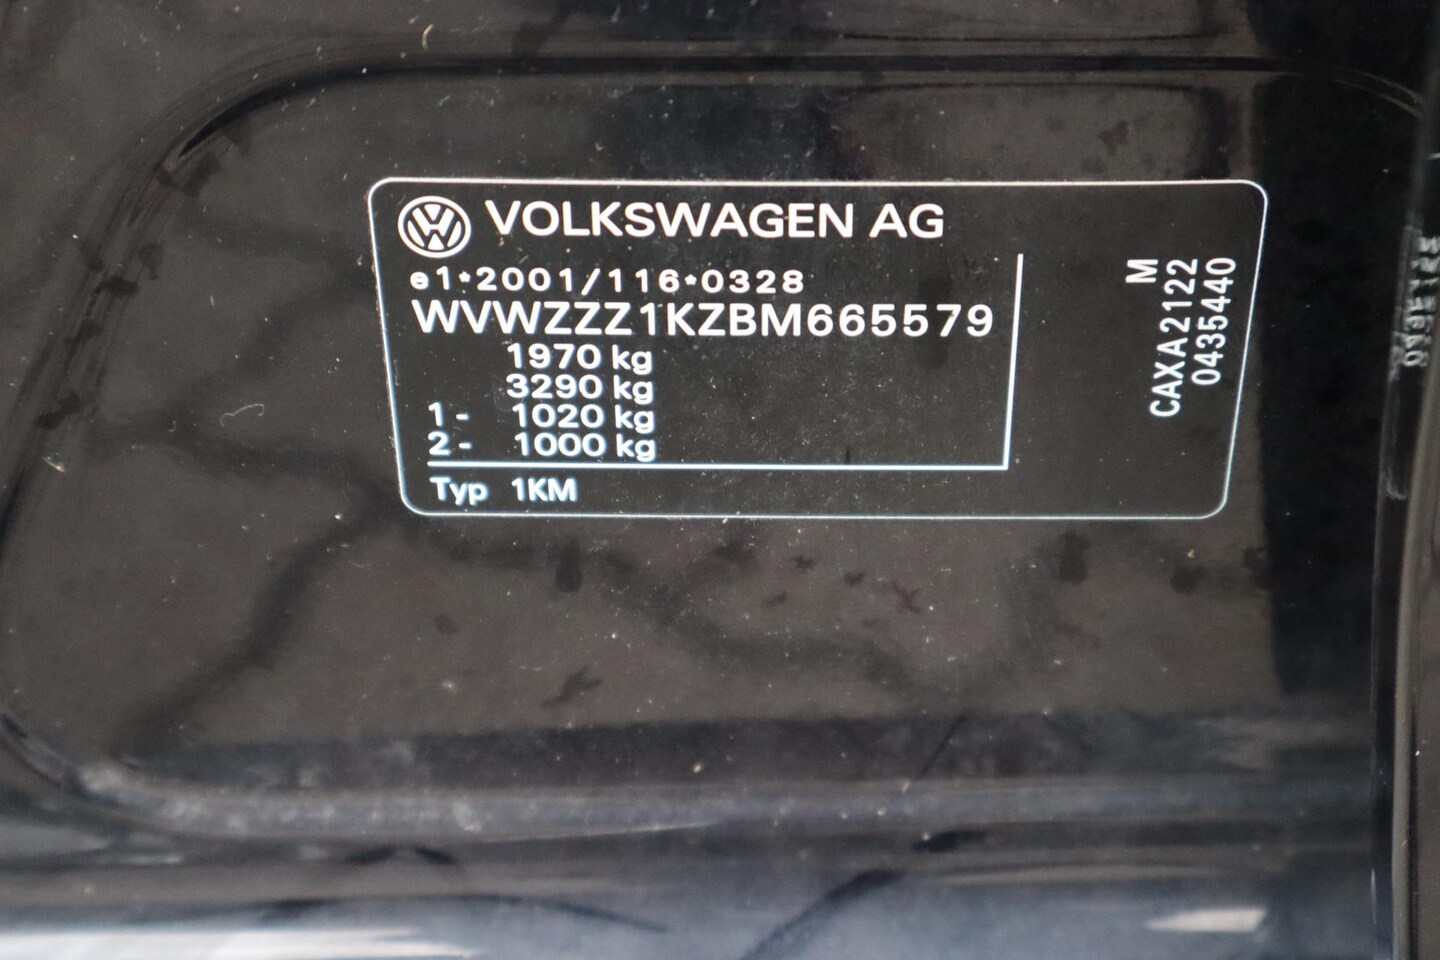 VOLKSWAGEN AG
e1*2001/116*0328
WVWZZZ1KZBM665579
1970 kg
3290 kg
1- 1020 kg
2- 1000 kg
Typ 1KM
M
CAXA2122
0435440